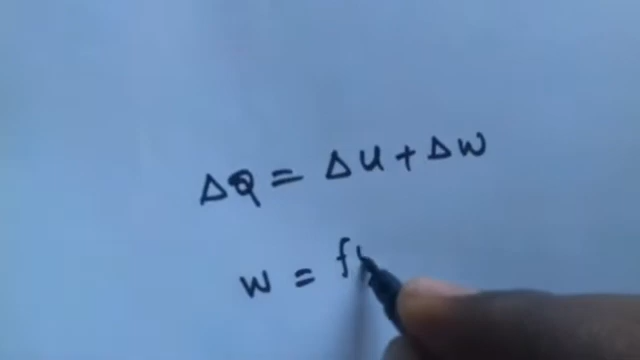 ΔQ = ΔU + ΔW
W = f